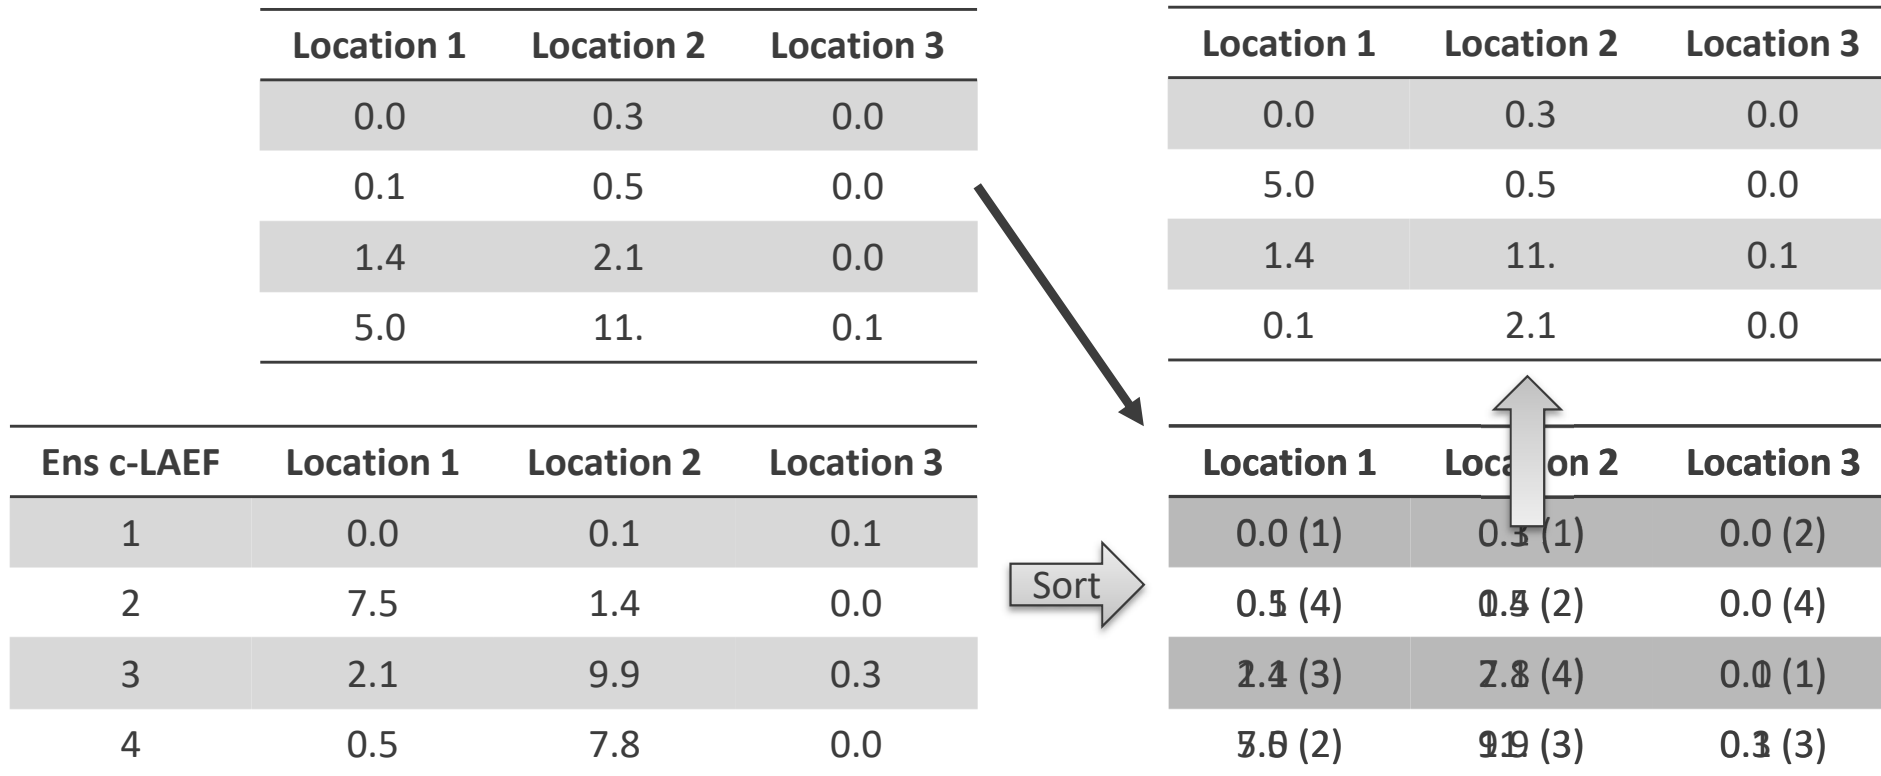 Location 1 Location 2 Location 3
0.0 0.3 0.0
0.1 0.5 0.0
1.4 2.1 0.0
5.0 11. 0.1
Location 1 Location 2 Location 3
0.0 0.3 0.0
5.0 0.5 0.0
1.4 11. 0.1
0.1 2.1 0.0
Ens c-LAEF Location 1 Location 2 Location 3
1 0.0 0.1 0.1
2 7.5 1.4 0.0
3 2.1 9.9 0.3
4 0.5 7.8 0.0
Sort
Location 1 Location 3
0.0 (1) (1) 0.0 (2)
(4) (2) 0.0 (4)
(3) (4) (1)
(2) (3) (3)